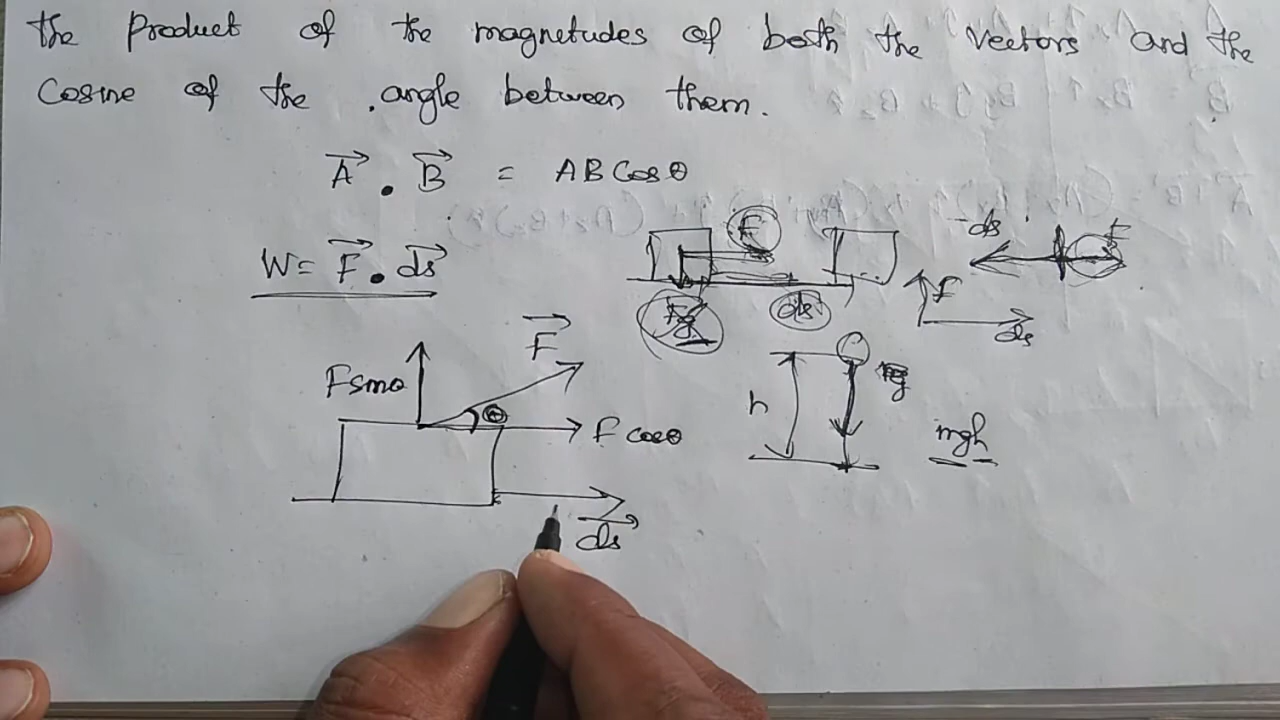 the product of the magnetudes of both the vectors and the
Cosine of the angle between them.
A⃗ . B⃗ = AB Cosθ
W = F⃗ . ds⃗
F
Fg
ds
-ds
F
F
ds
F⃗
Fsinθ
θ
F cosθ
ds⃗
h
mgh